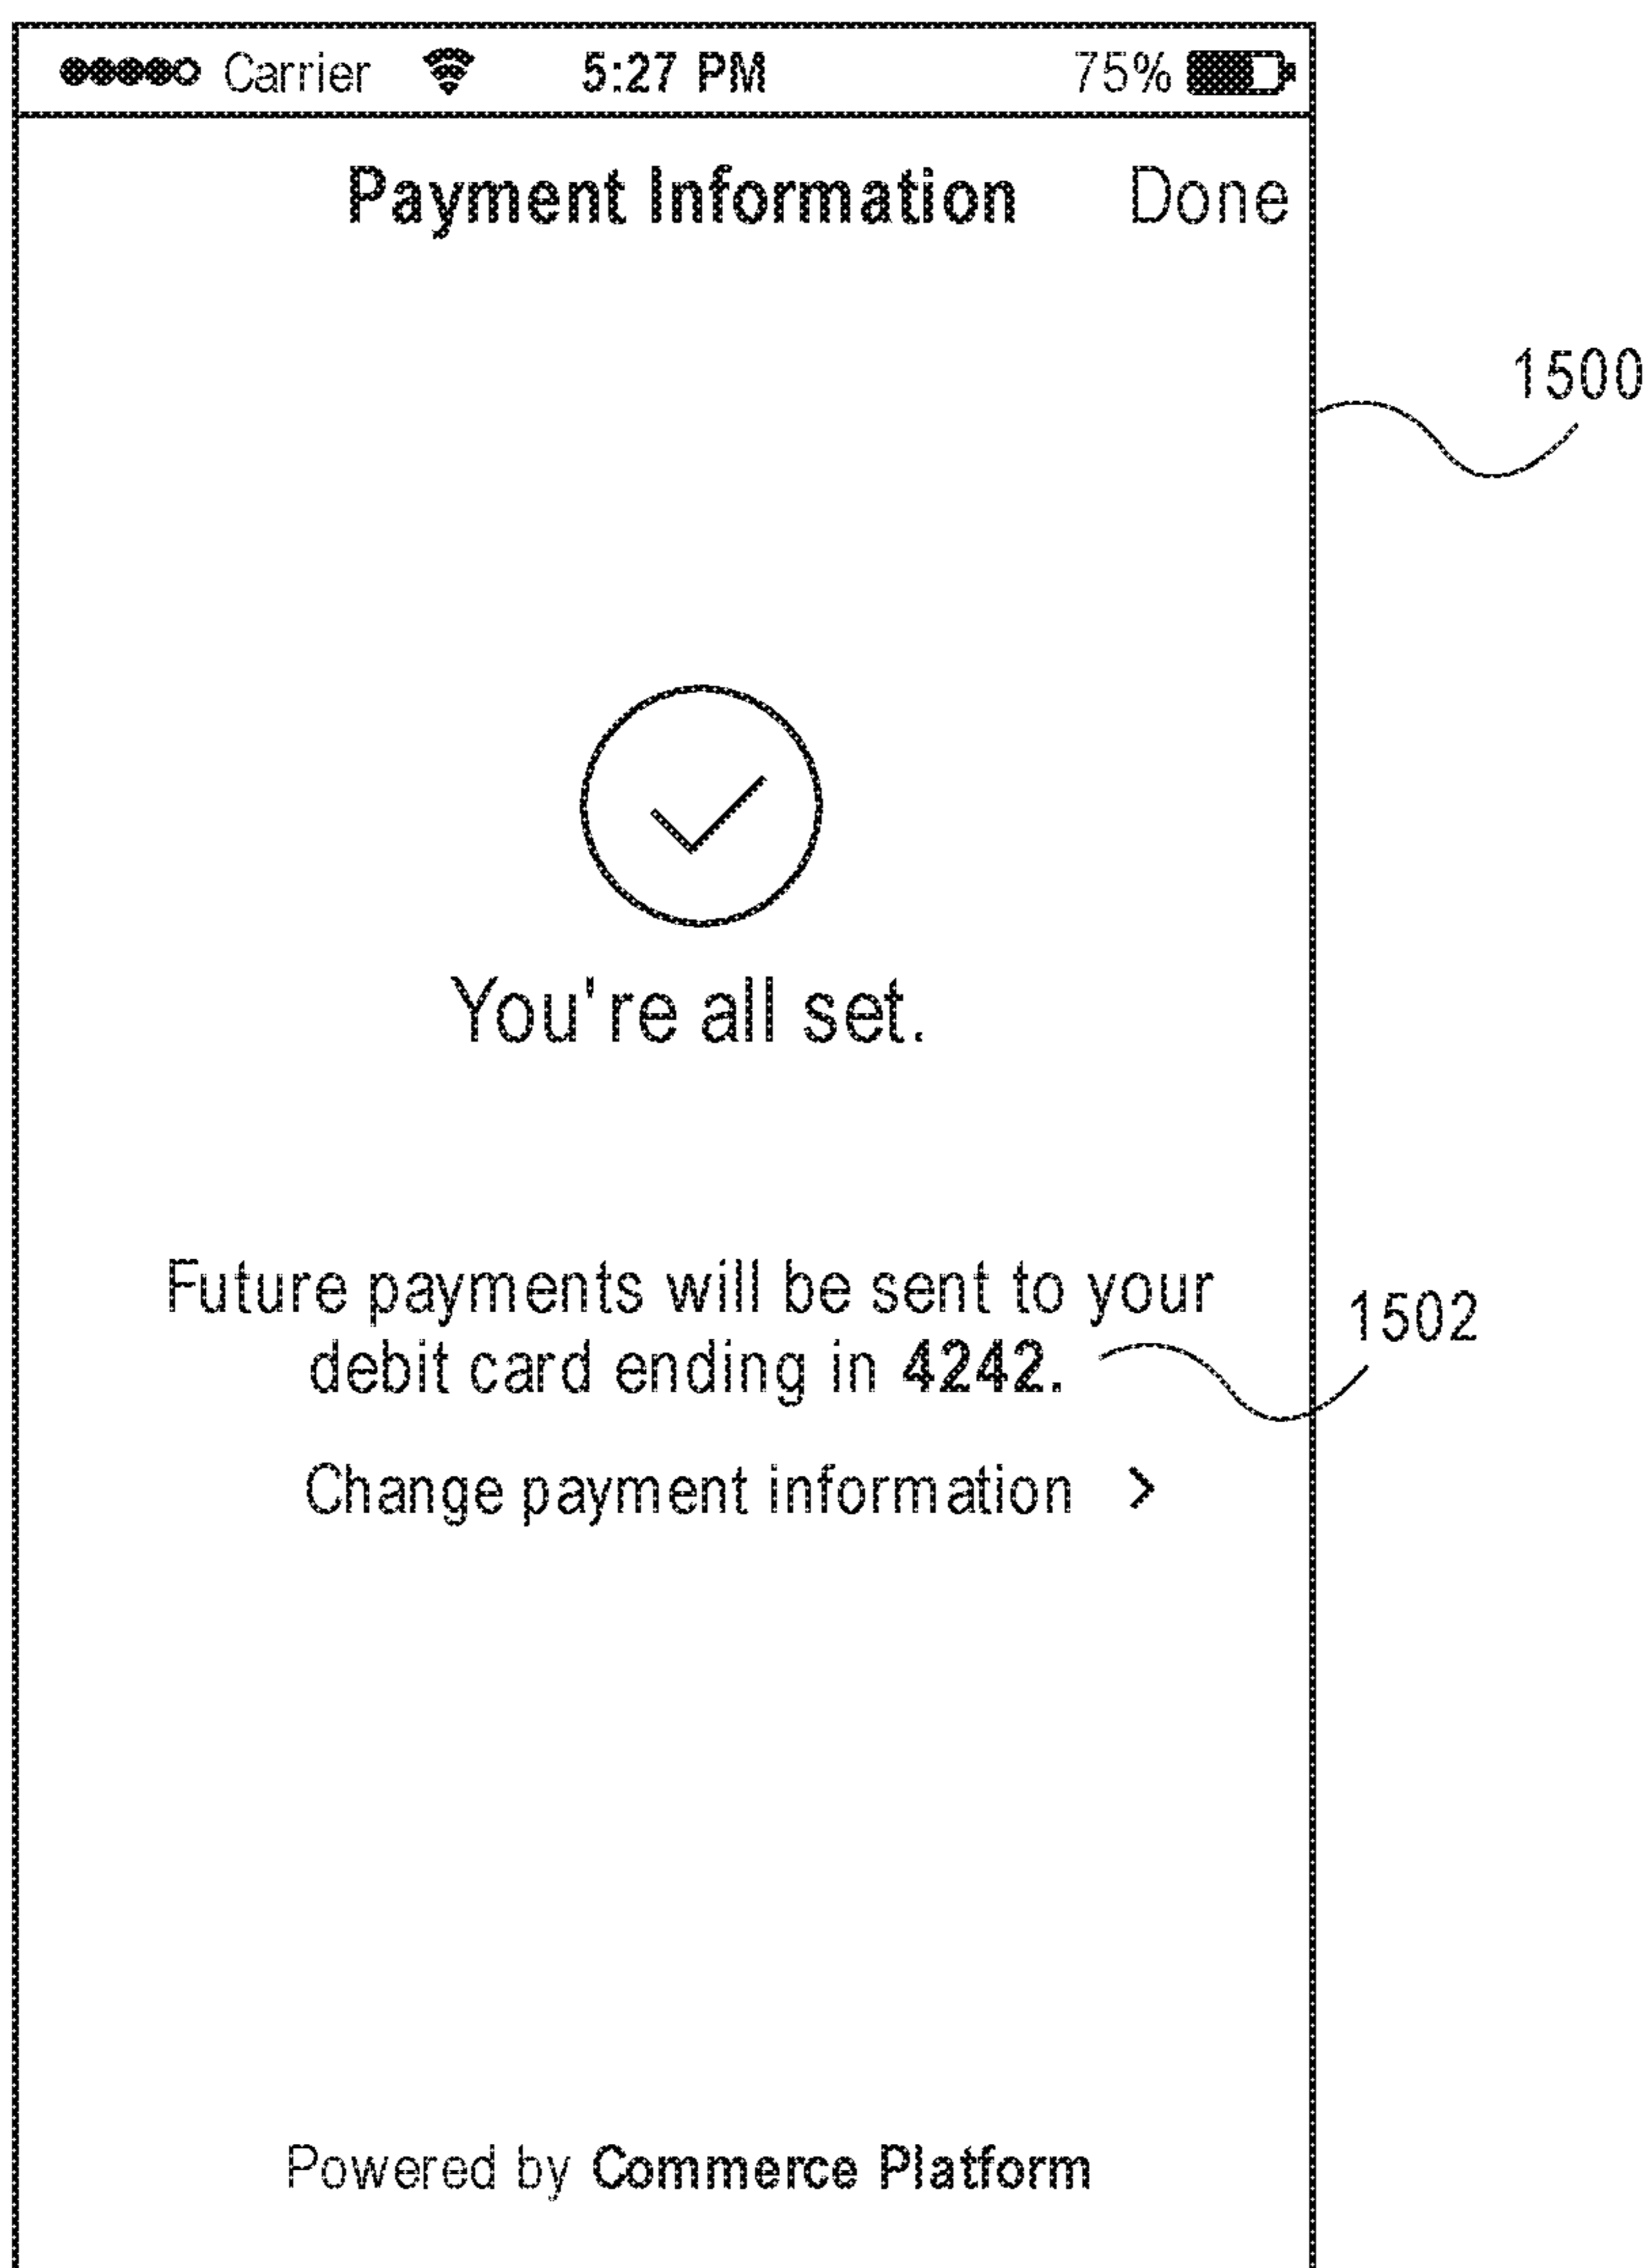 Carrier 5:27 PM 75%
Payment Information Done
1500
You're all set.
Future payments will be sent to your
debit card ending in 4242.
1502
Change payment information >
Powered by Commerce Platform